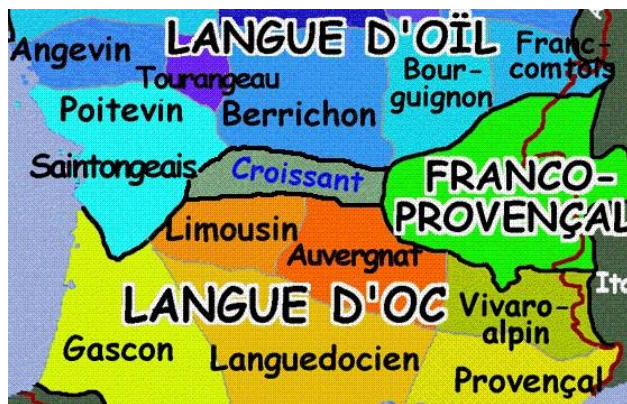 LANGUE D'OÏL
Angevin
Tourangeau
Franc-
comtois
Bour-
guignon
Poitevin
Berrichon
Saintongeais
Croissant
FRANCO-
PROVENÇAL
Limousin
Auvergnat
LANGUE D'OC
Vivaro-
alpin
Gascon
Languedocien
Provençal